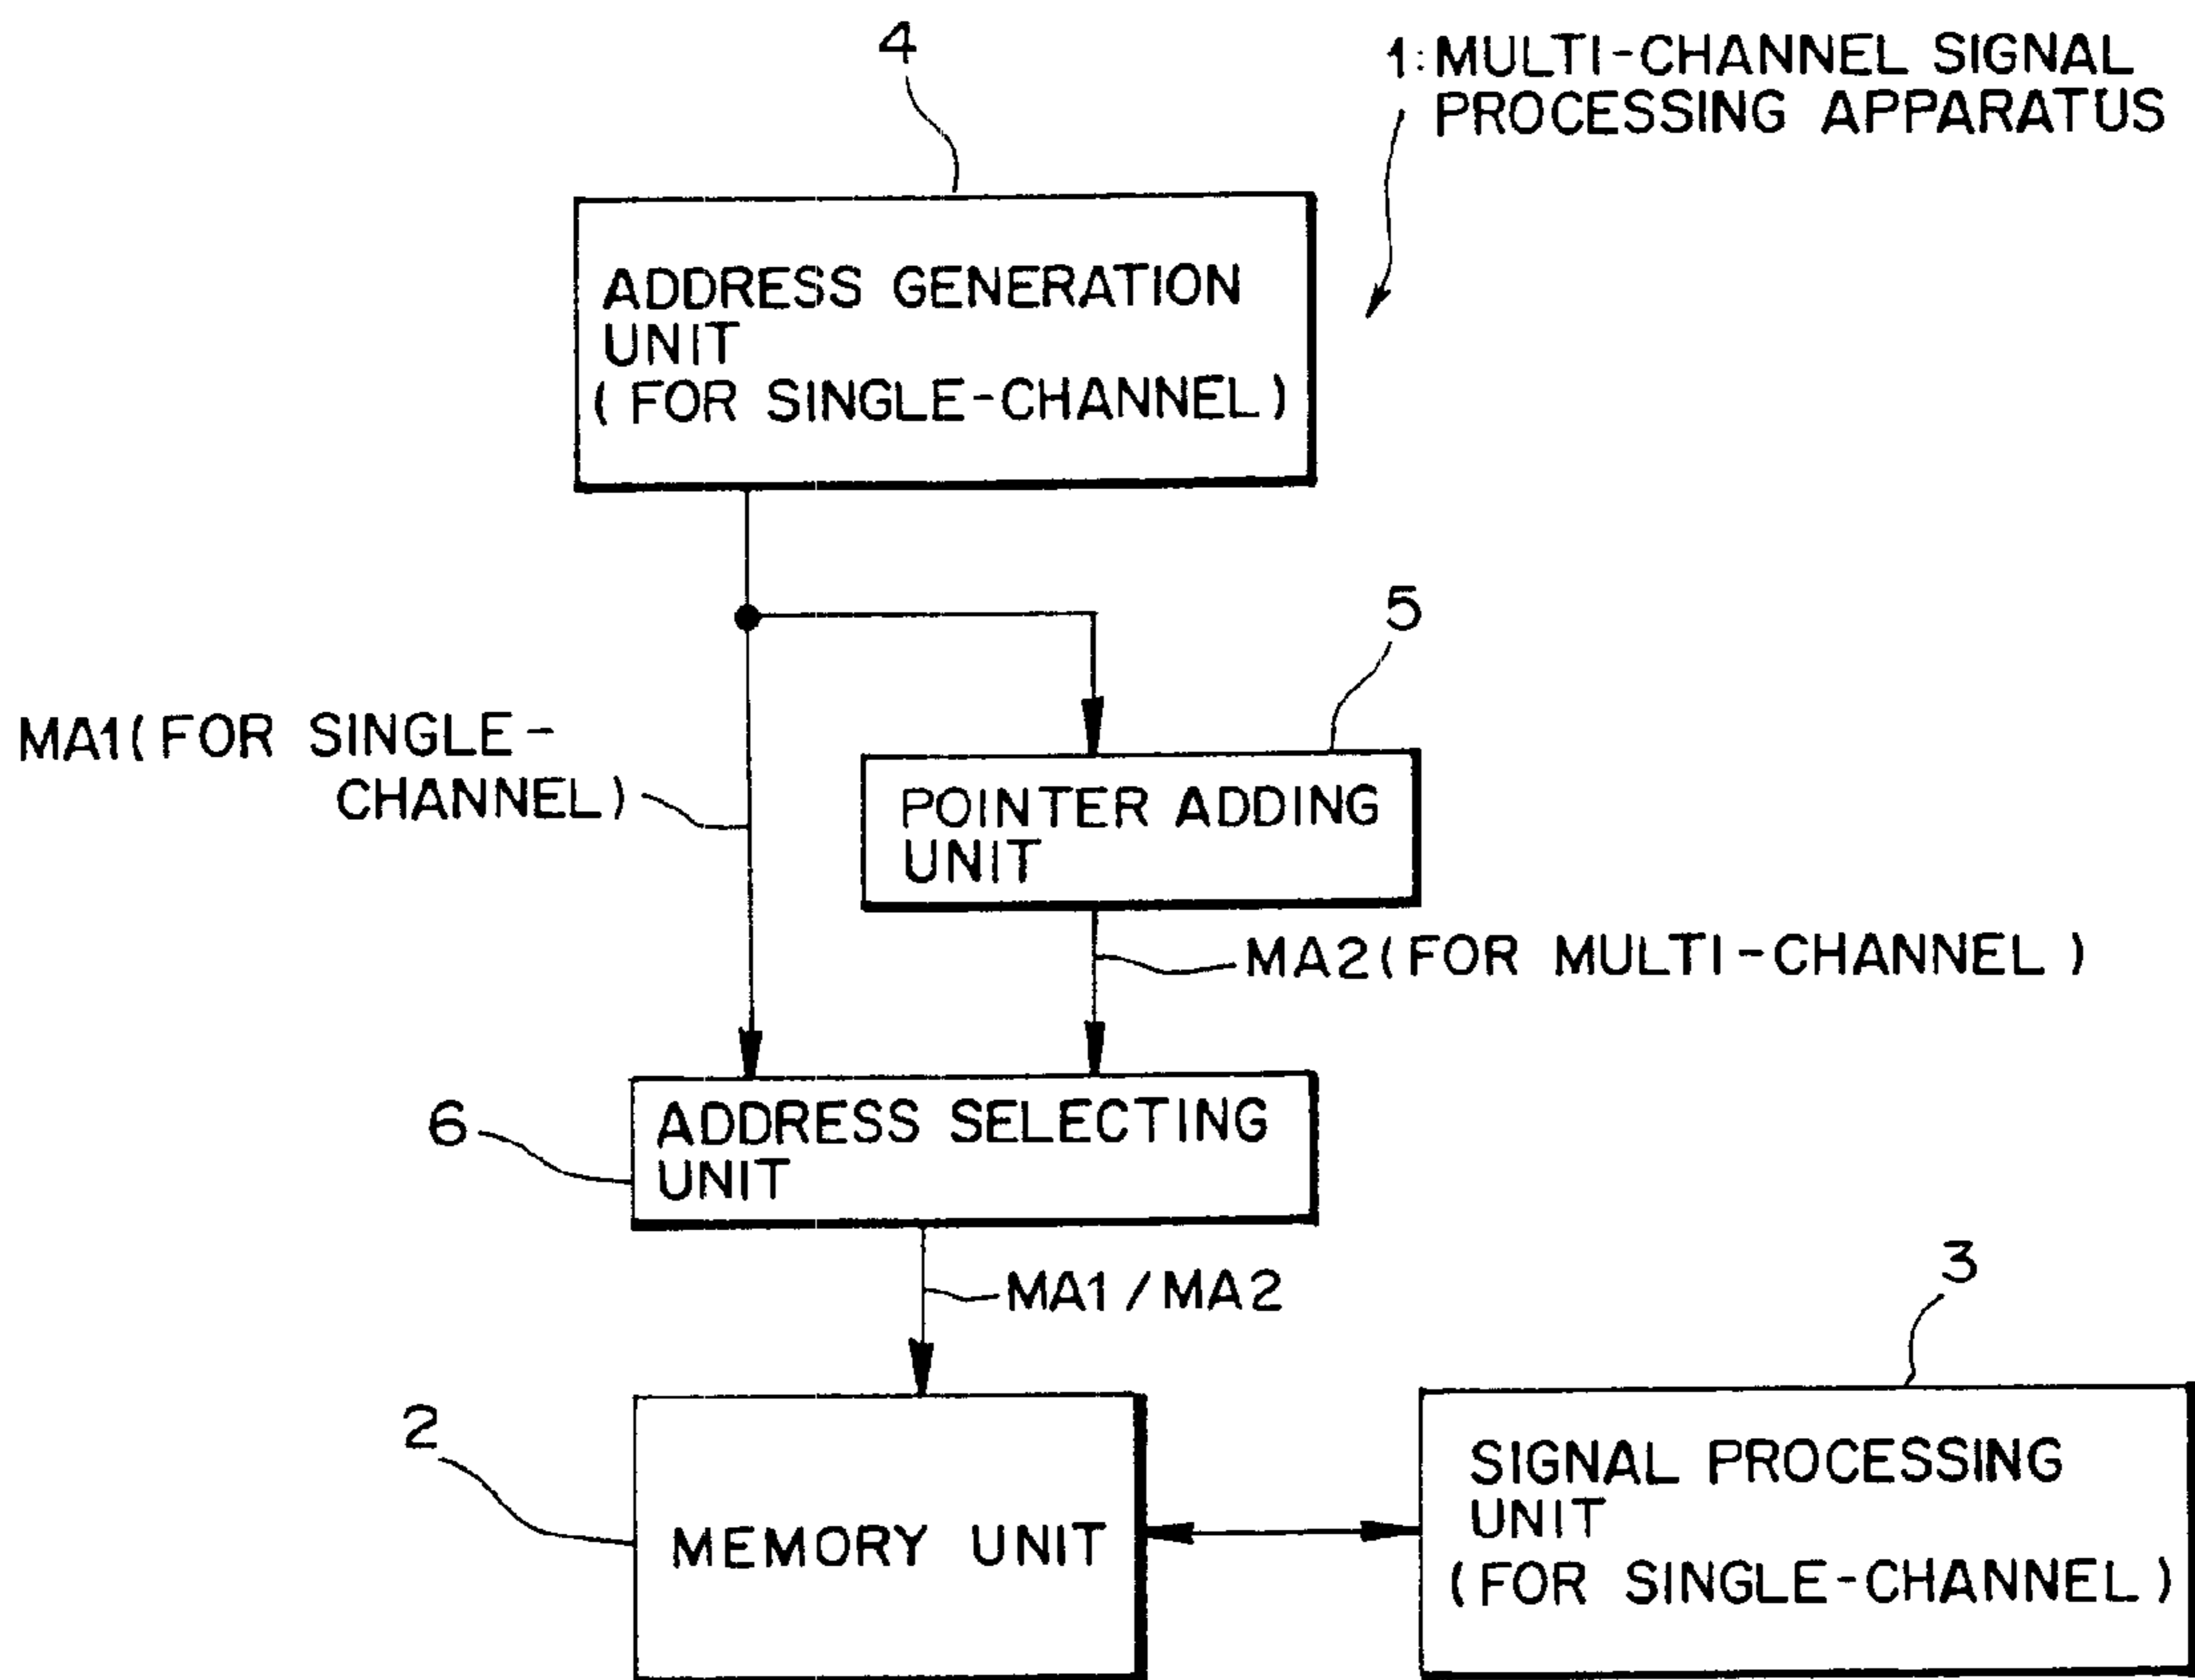 4
1: MULTI-CHANNEL SIGNAL
PROCESSING APPARATUS
ADDRESS GENERATION
UNIT
(FOR SINGLE-CHANNEL)
5
MA1(FOR SINGLE-
CHANNEL)
POINTER ADDING
UNIT
MA2(FOR MULTI-CHANNEL)
6
ADDRESS SELECTING
UNIT
MA1/MA2
3
2
MEMORY UNIT
SIGNAL PROCESSING
UNIT
(FOR SINGLE-CHANNEL)